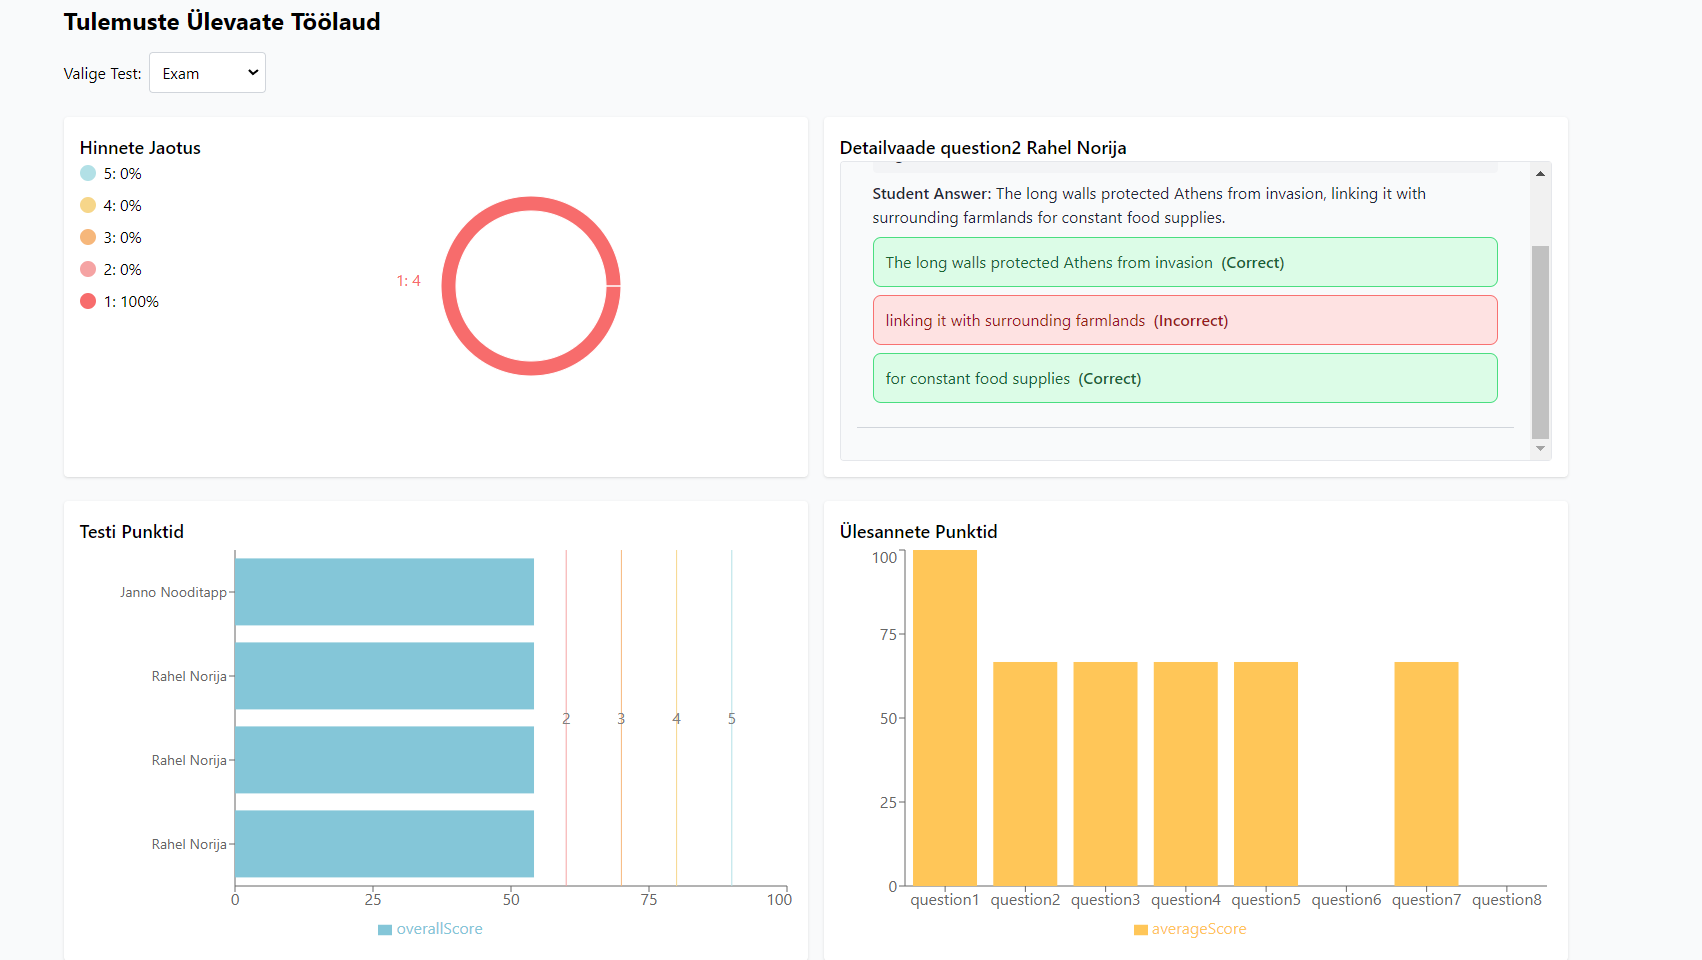 Tulemuste Ülevaate Töölaud
Valige Test: Exam
Hinnete Jaotus
5: 0%
4: 0%
3: 0%
2: 0%
1: 100%
1: 4
Detailvaade question2 Rahel Norija
Student Answer: The long walls protected Athens from invasion, linking it with
surrounding farmlands for constant food supplies.
The long walls protected Athens from invasion (Correct)
linking it with surrounding farmlands (Incorrect)
for constant food supplies (Correct)
Testi Punktid
Janno Nooditapp
Rahel Norija
Rahel Norija
Rahel Norija
2 3 4 5
0 25 50 75 100
overallScore
Ülesannete Punktid
100
75
50
25
0
question1 question2 question3 question4 question5 question6 question7 question8
averageScore